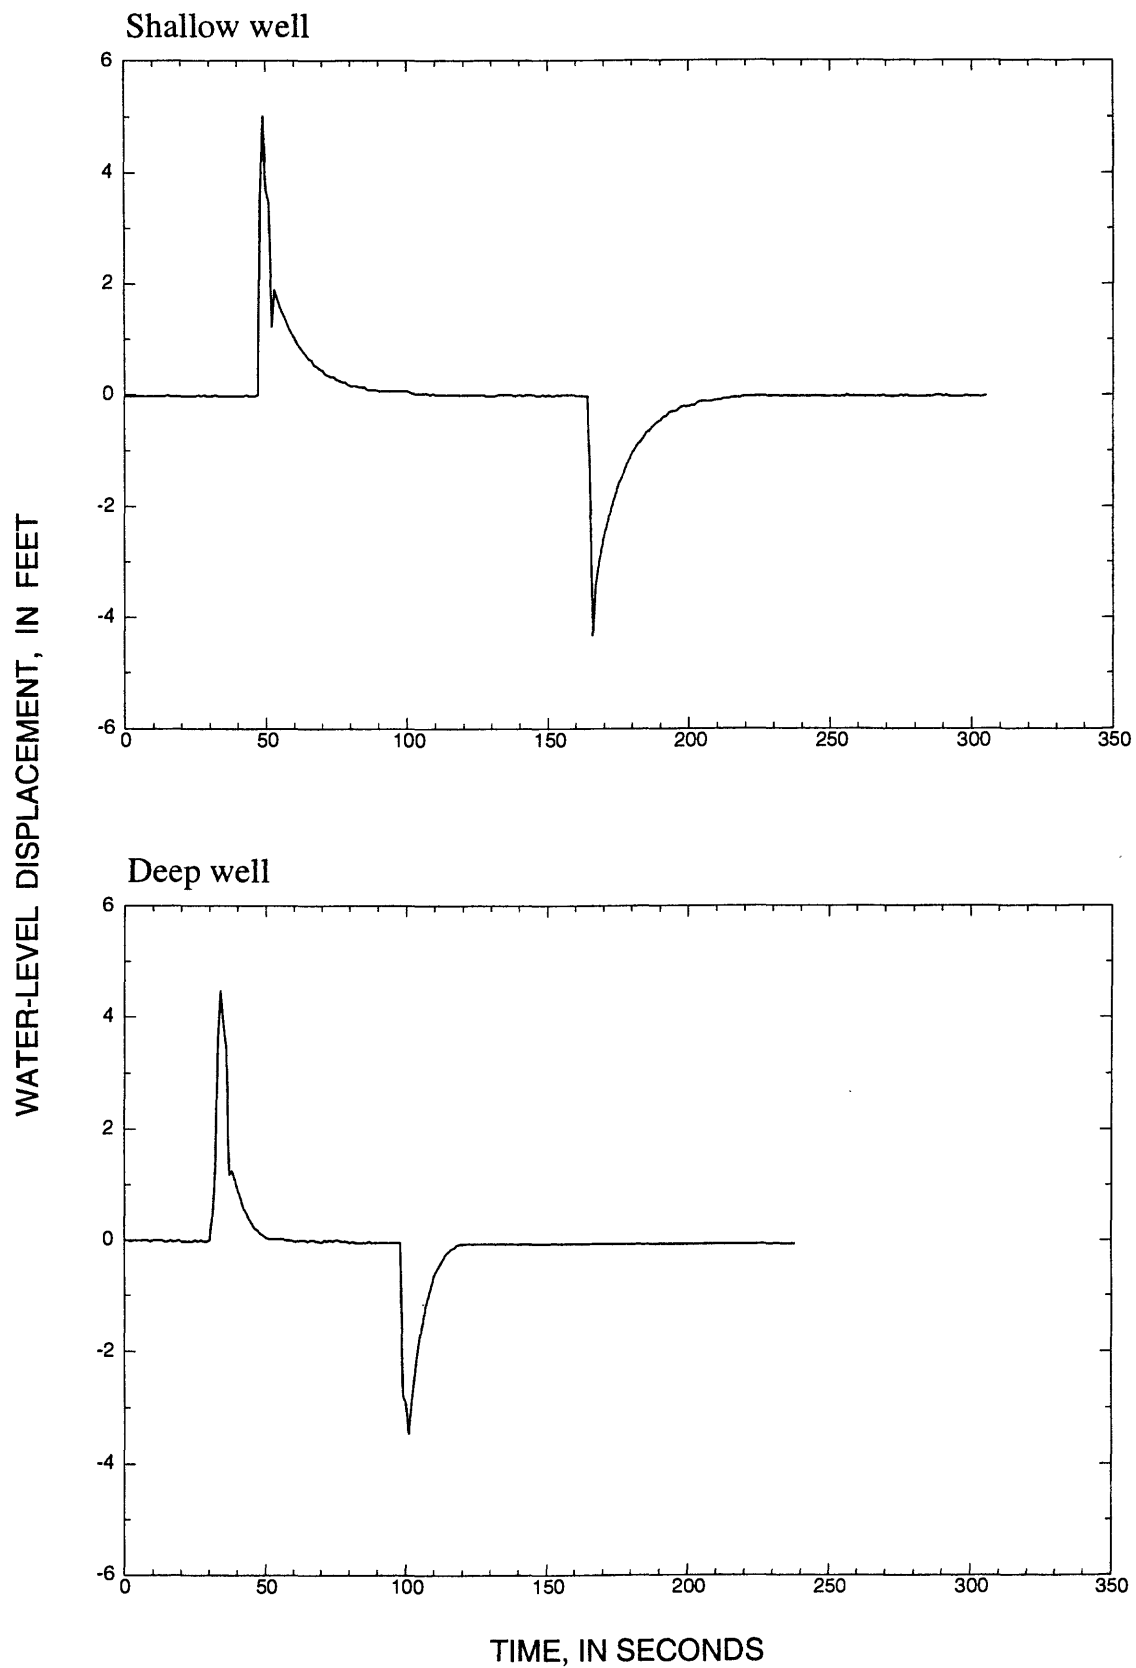 Shallow well
6
4
2
0
-2
-4
-6
0 50 100 150 200 250 300 350
WATER-LEVEL DISPLACEMENT, IN FEET
Deep well
6
4
2
0
-2
-4
-6
0 50 100 150 200 250 300 350
TIME, IN SECONDS